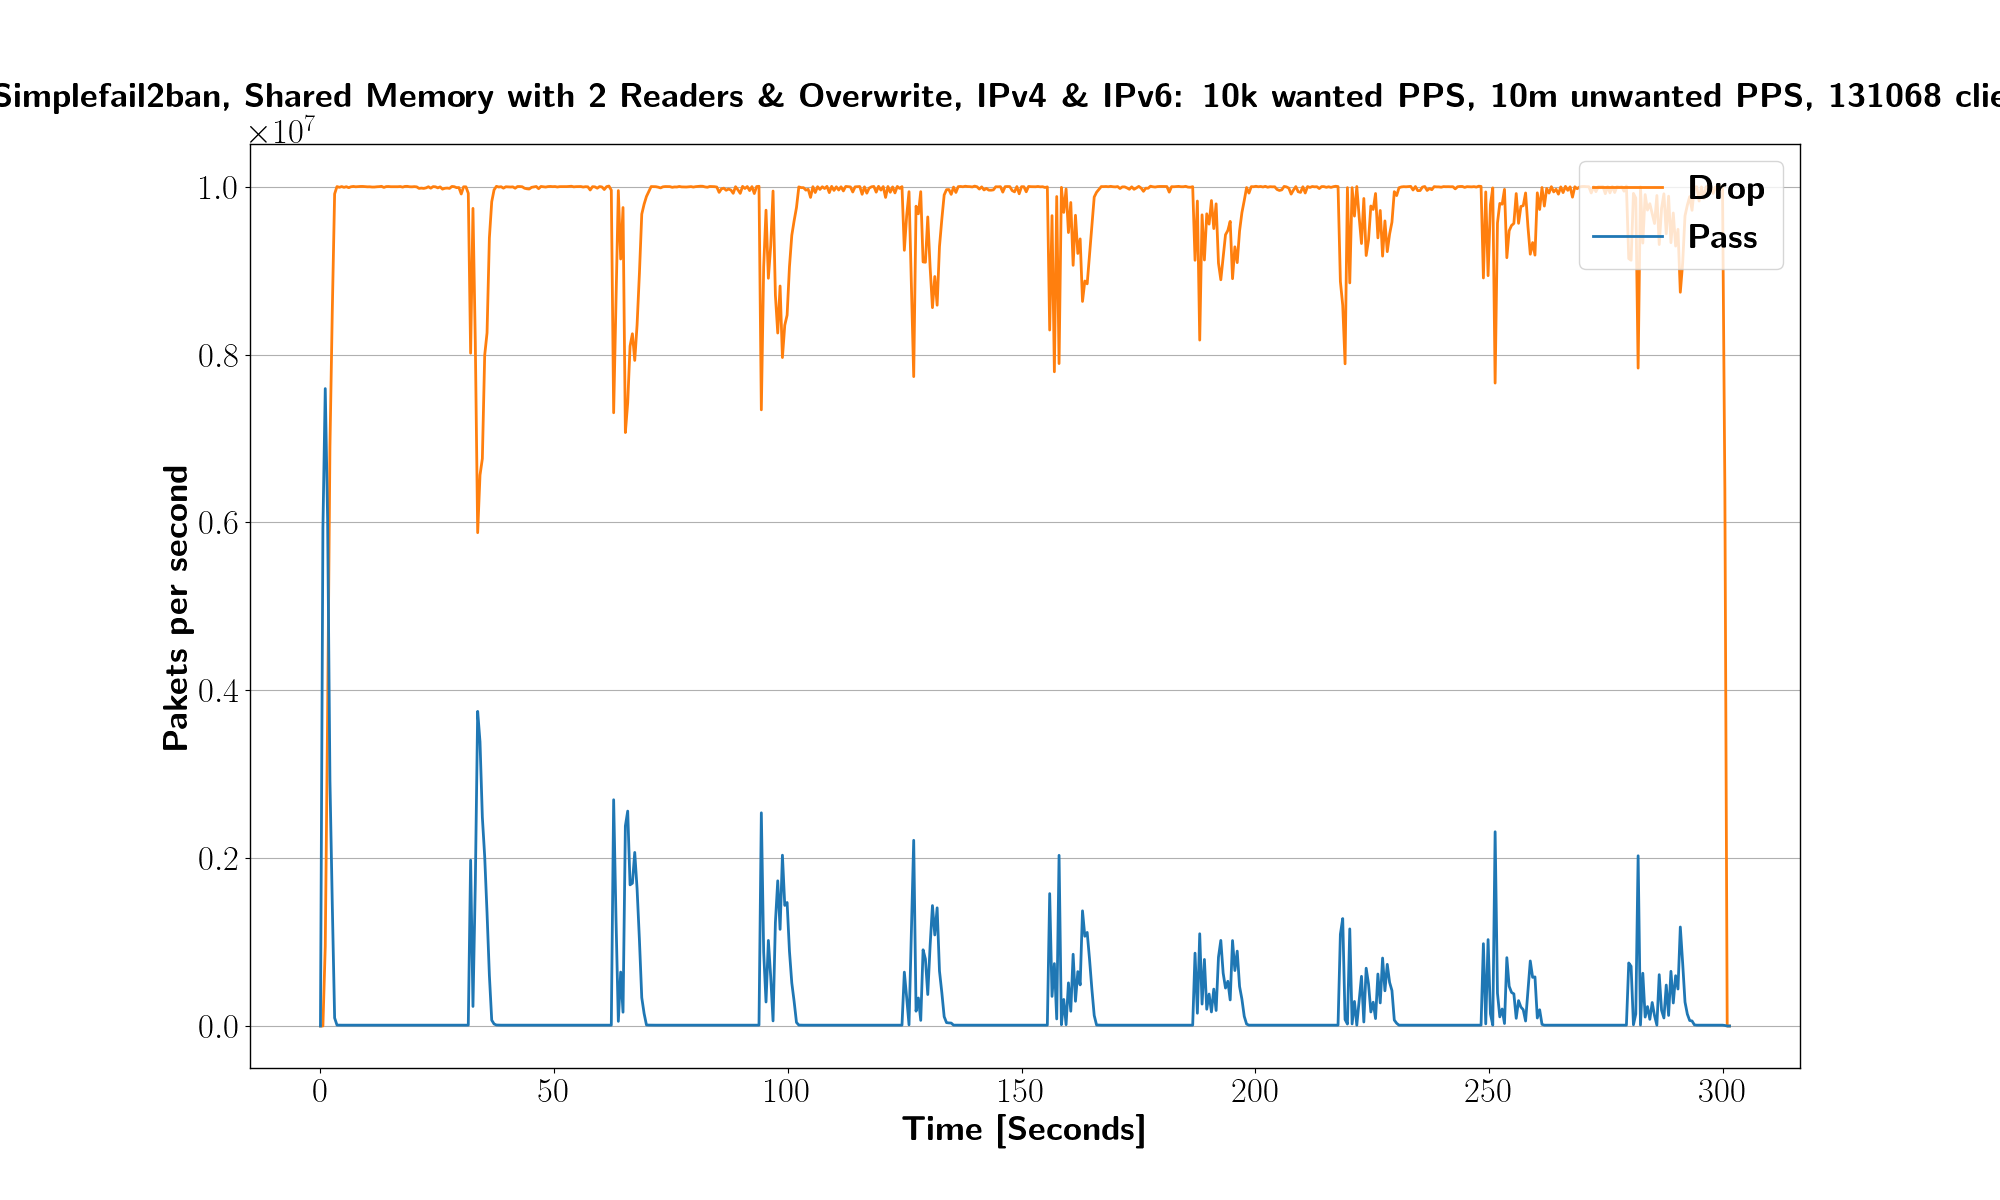 Simplefail2ban, Shared Memory with 2 Readers & Overwrite, IPv4 & IPv6: 10k wanted PPS, 10m unwanted PPS, 131068 clie
×10⁷
Drop
Pass
1.0
0.8
0.6
0.4
0.2
0.0
Pakets per second
0 50 100 150 200 250 300
Time [Seconds]